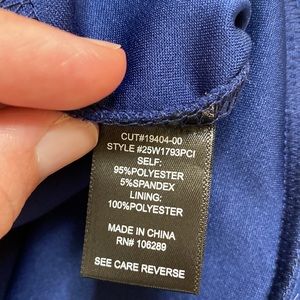 CUT#19404-00
STYLE #25W1793PCI
SELF:
95%POLYESTER
5%SPANDEX
LINING:
100%POLYESTER
MADE IN CHINA
RN# 106289
SEE CARE REVERSE